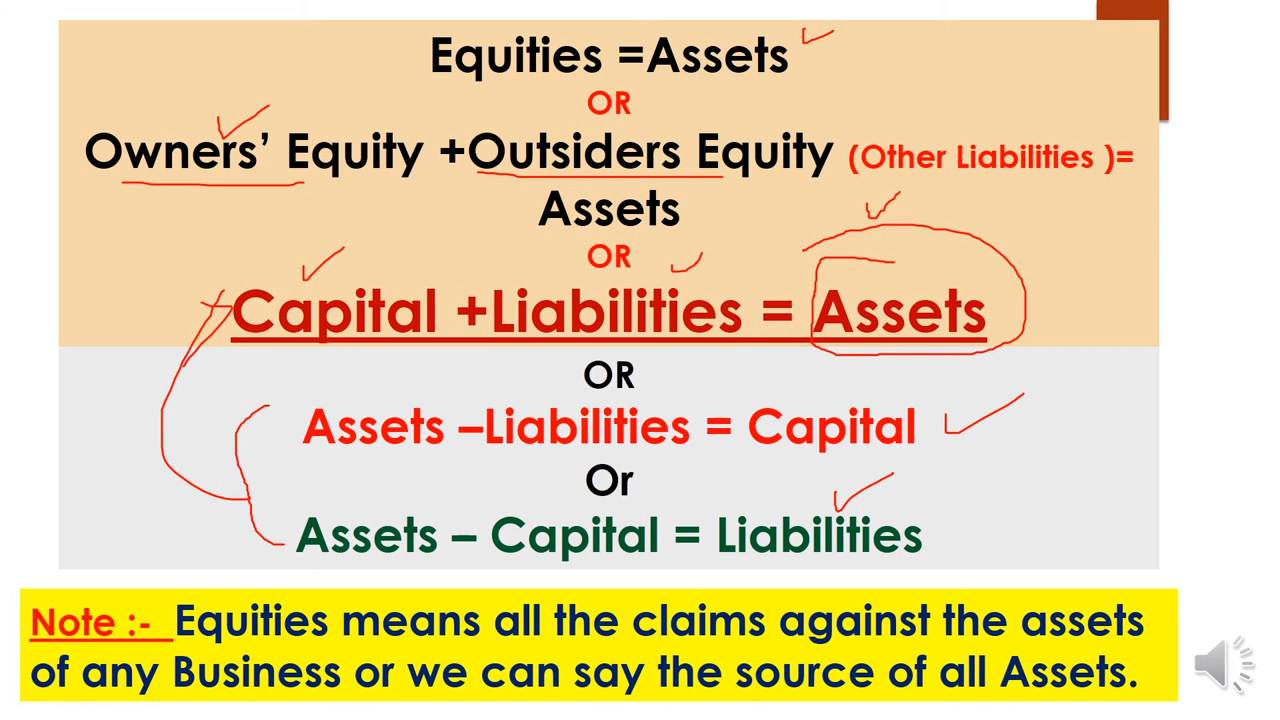 Equities =Assets
OR
Owners’ Equity +Outsiders Equity (Other Liabilities )=
Assets
OR
Capital +Liabilities = Assets
OR
Assets –Liabilities = Capital
Or
Assets – Capital = Liabilities
Note :- Equities means all the claims against the assets
of any Business or we can say the source of all Assets.